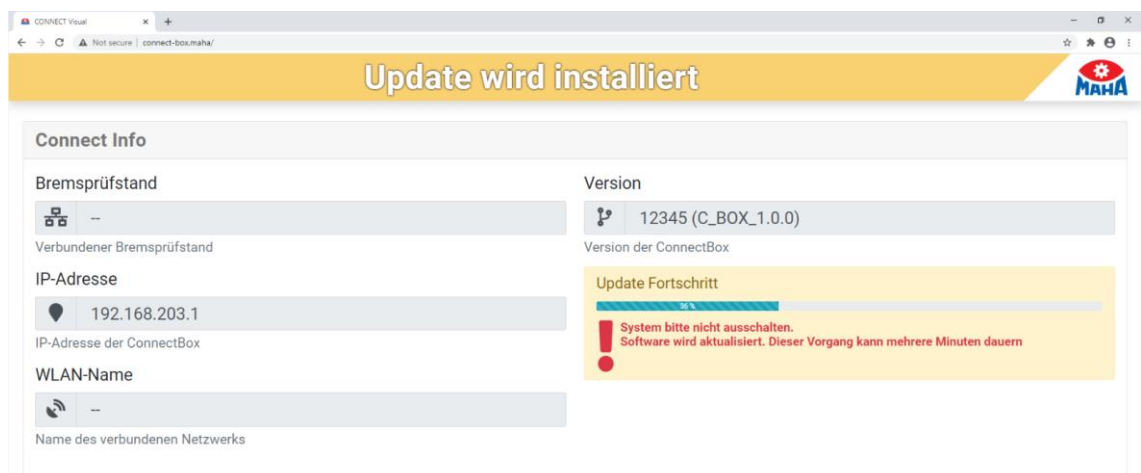 CONNECT Visual
Not secure | connect-box.maha/
Update wird installiert
MAHA
Connect Info
Bremsprüfstand
--
Verbundener Bremsprüfstand
IP-Adresse
192.168.203.1
IP-Adresse der ConnectBox
WLAN-Name
--
Name des verbundenen Netzwerks
Version
12345 (C_BOX_1.0.0)
Version der ConnectBox
Update Fortschritt
36 %
System bitte nicht ausschalten.
Software wird aktualisiert. Dieser Vorgang kann mehrere Minuten dauern